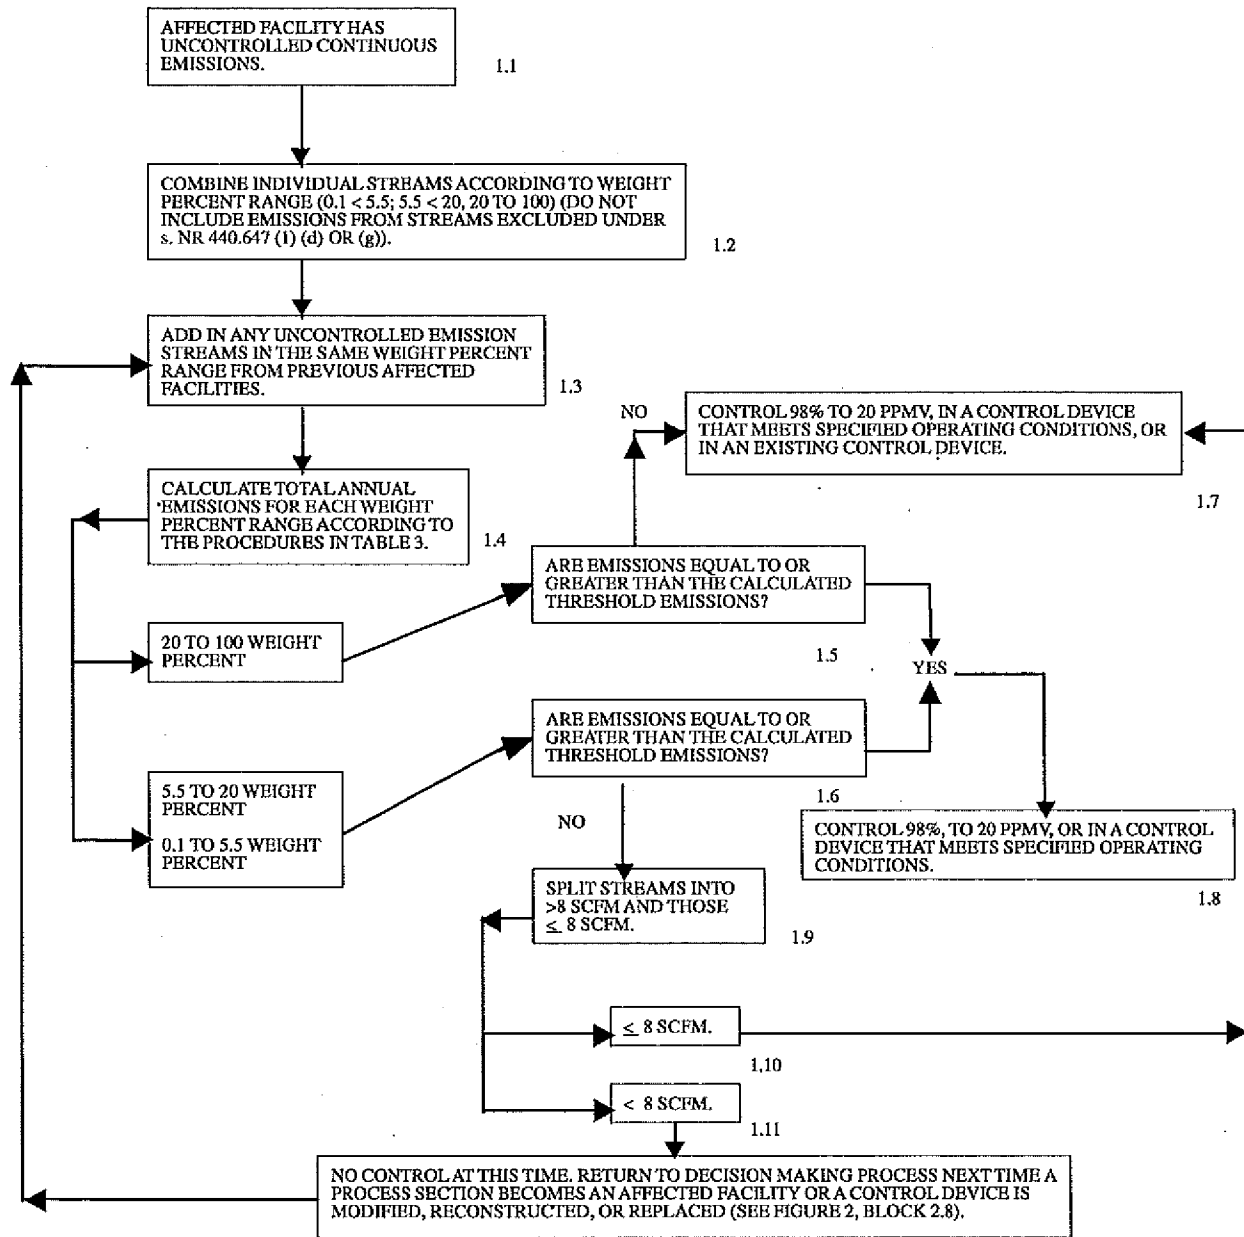 AFFECTED FACILITY HAS
UNCONTROLLED CONTINUOUS
EMISSIONS.
1.1
COMBINE INDIVIDUAL STREAMS ACCORDING TO WEIGHT
PERCENT RANGE (0.1 < 5.5; 5.5 < 20, 20 TO 100) (DO NOT
INCLUDE EMISSIONS FROM STREAMS EXCLUDED UNDER
s. NR 440.647 (1) (d) OR (g)).
1.2
ADD IN ANY UNCONTROLLED EMISSION
STREAMS IN THE SAME WEIGHT PERCENT
RANGE FROM PREVIOUS AFFECTED
FACILITIES.
1.3
NO
CONTROL 98% TO 20 PPMV, IN A CONTROL DEVICE
THAT MEETS SPECIFIED OPERATING CONDITIONS, OR
IN AN EXISTING CONTROL DEVICE.
1.7
CALCULATE TOTAL ANNUAL
EMISSIONS FOR EACH WEIGHT
PERCENT RANGE ACCORDING TO
THE PROCEDURES IN TABLE 3.
1.4
ARE EMISSIONS EQUAL TO OR
GREATER THAN THE CALCULATED
THRESHOLD EMISSIONS?
1.5
20 TO 100 WEIGHT
PERCENT
YES
ARE EMISSIONS EQUAL TO OR
GREATER THAN THE CALCULATED
THRESHOLD EMISSIONS?
1.6
5.5 TO 20 WEIGHT
PERCENT
0.1 TO 5.5 WEIGHT
PERCENT
NO
CONTROL 98%, TO 20 PPMV, OR IN A CONTROL
DEVICE THAT MEETS SPECIFIED OPERATING
CONDITIONS.
1.8
SPLIT STREAMS INTO
>8 SCFM AND THOSE
≤ 8 SCFM.
1.9
≤ 8 SCFM.
1,10
< 8 SCFM.
1.11
NO CONTROL AT THIS TIME. RETURN TO DECISION MAKING PROCESS NEXT TIME A
PROCESS SECTION BECOMES AN AFFECTED FACILITY OR A CONTROL DEVICE IS
MODIFIED, RECONSTRUCTED, OR REPLACED (SEE FIGURE 2, BLOCK 2.8).